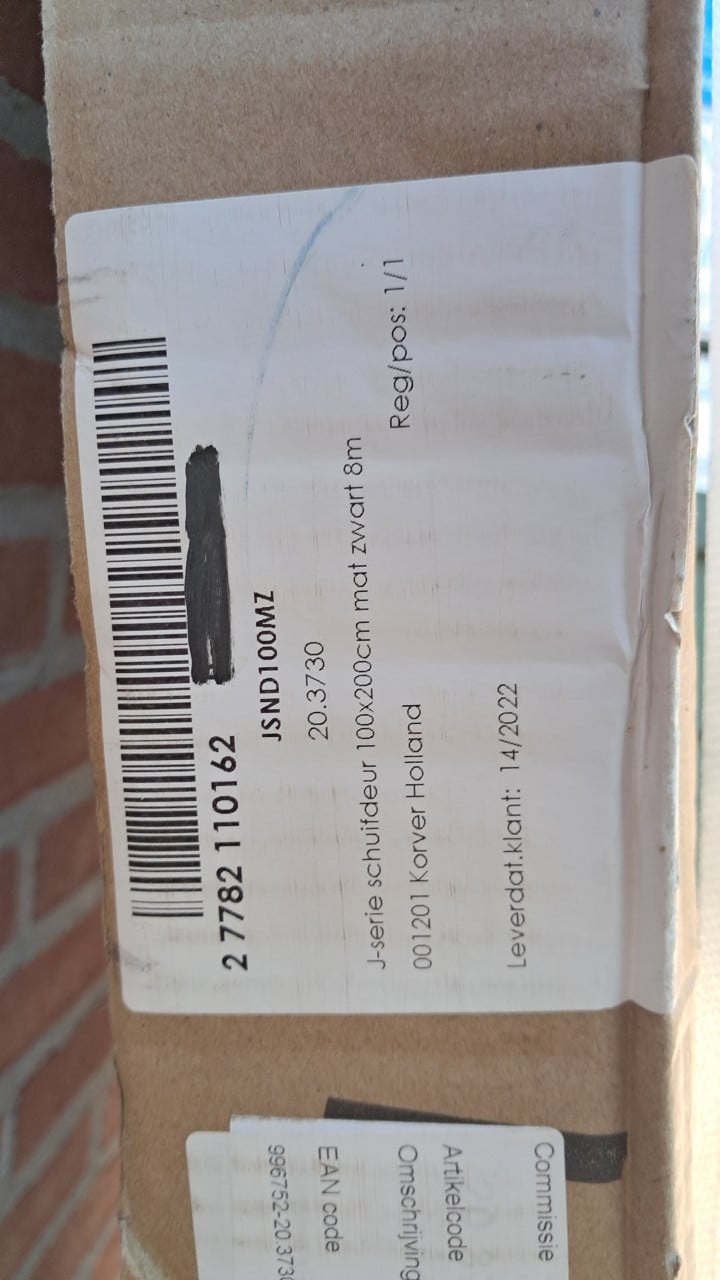 2 7782 110162
JSND100MZ
20.3730
J-serie schuifdeur 100x200cm mat zwart 8m
001201 Korver Holland
Reg/pos: 1/1
Leverdat.klant: 14/2022
996752-20.373
EAN code
Omschrijving
Artikelcode
Commissie